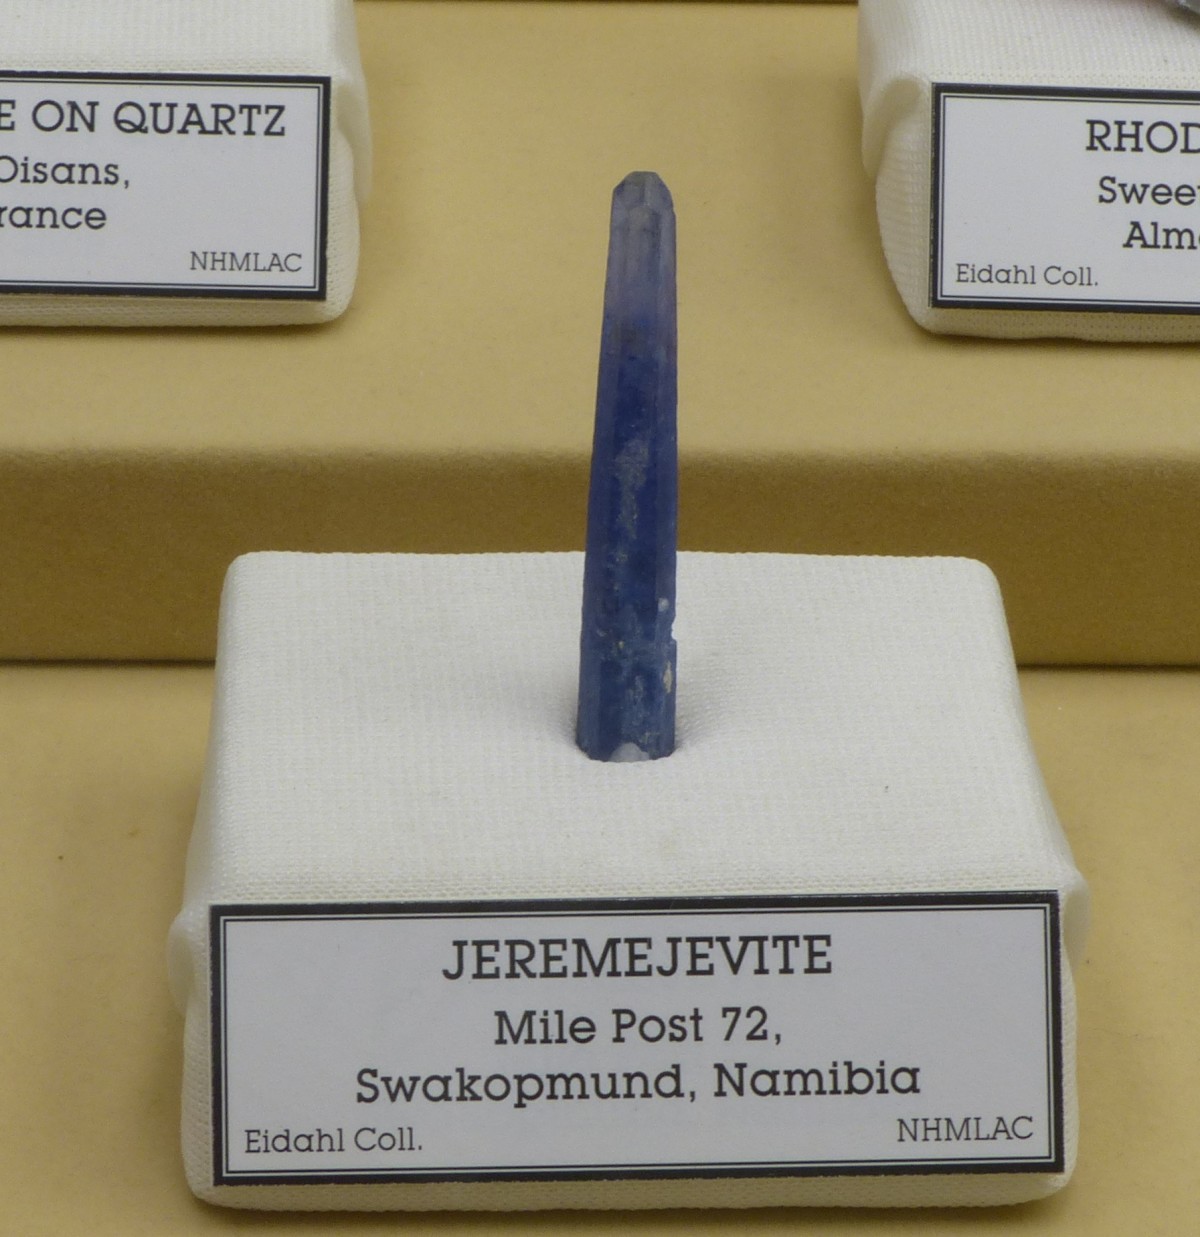 E ON QUARTZ
Oisans,
rance
NHMLAC
RHOD
Swee
Alm
Eidahl Coll.
JEREMEJEVITE
Mile Post 72,
Swakopmund, Namibia
Eidahl Coll.
NHMLAC